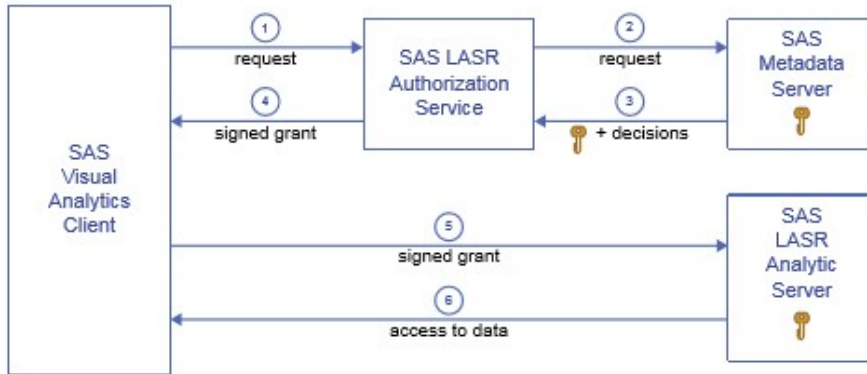 SAS
Visual
Analytics
Client
1
request
SAS LASR
Authorization
Service
2
request
SAS
Metadata
Server
4
signed grant
3
+ decisions
5
signed grant
SAS
LASR
Analytic
Server
6
access to data